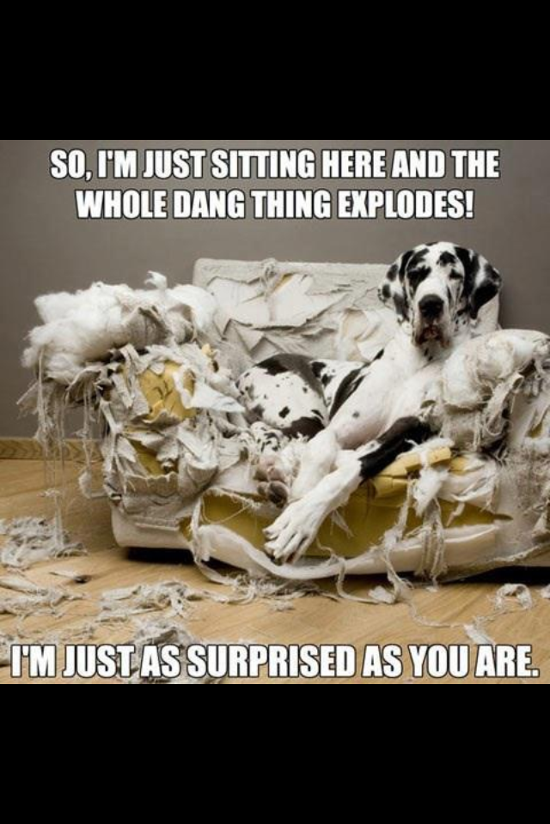 SO, I'M JUST SITTING HERE AND THE
WHOLE DANG THING EXPLODES!
I'M JUST AS SURPRISED AS YOU ARE.